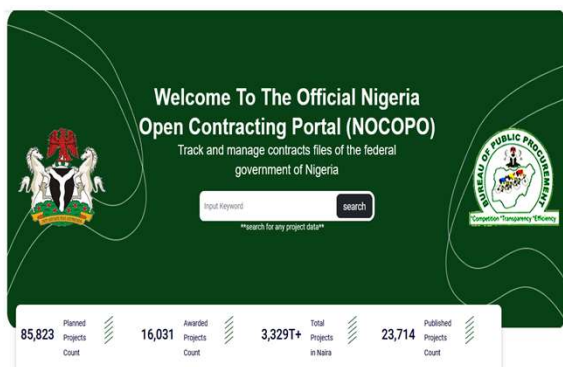 Welcome To The Official Nigeria
Open Contracting Portal (NOCOPO)
Track and manage contracts files of the federal
government of Nigeria
Input Keyword
search
**search for any project data**
BUREAU OF PUBLIC PROCUREMENT
"Competition "Transparency "Efficiency
85,823
Planned
Projects
Count
16,031
Awarded
Projects
Count
3,329T+
Total
Projects
in Naira
23,714
Published
Projects
Count